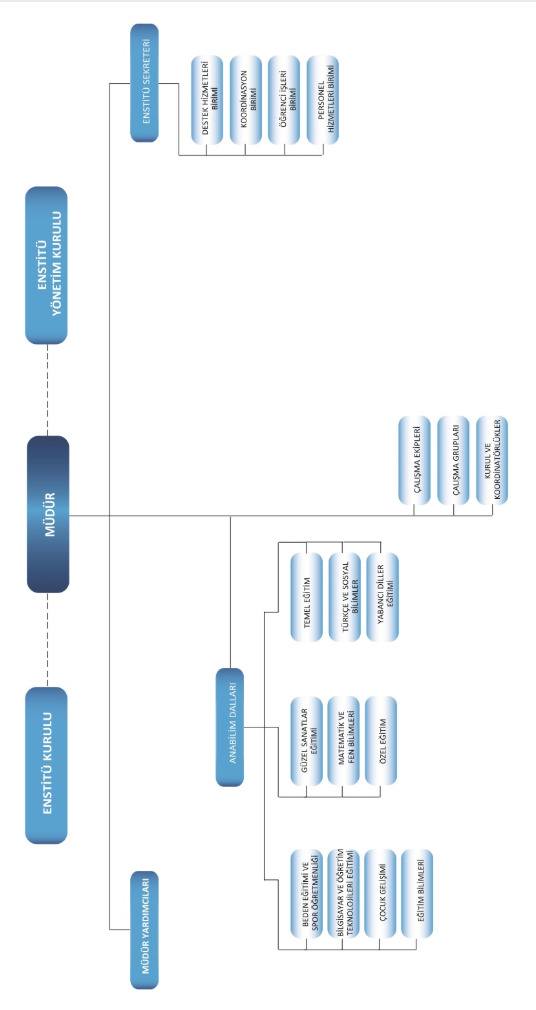 ENSTİTÜ KURULU
MÜDÜR
ENSTİTÜ
YÖNETİM KURULU
MÜDÜR YARDIMCILARI
ENSTİTÜ SEKRETERİ
DESTEK HİZMETLERİ
BİRİMİ
KOORDİNASYON
BİRİMİ
ÖĞRENCİ İŞLERİ
BİRİMİ
PERSONEL
HİZMETLERİ BİRİMİ
ANABİLİM DALLARI
BEDEN EĞİTİMİ VE
SPOR ÖĞRETMENLİĞİ
BİLGİSAYAR VE ÖĞRETİM
TEKNOLOJİLERİ EĞİTİMİ
ÇOCUK GELİŞİMİ
EĞİTİM BİLİMLERİ
GÜZEL SANATLAR
EĞİTİMİ
MATEMATİK VE
FEN BİLİMLERİ
ÖZEL EĞİTİM
TEMEL EĞİTİM
TÜRKÇE VE SOSYAL
BİLİMLER
YABANCI DİLLER
EĞİTİMİ
ÇALIŞMA EKİPLERİ
ÇALIŞMA GRUPLARI
KURUL VE
KOORDİNATÖRLÜKLER